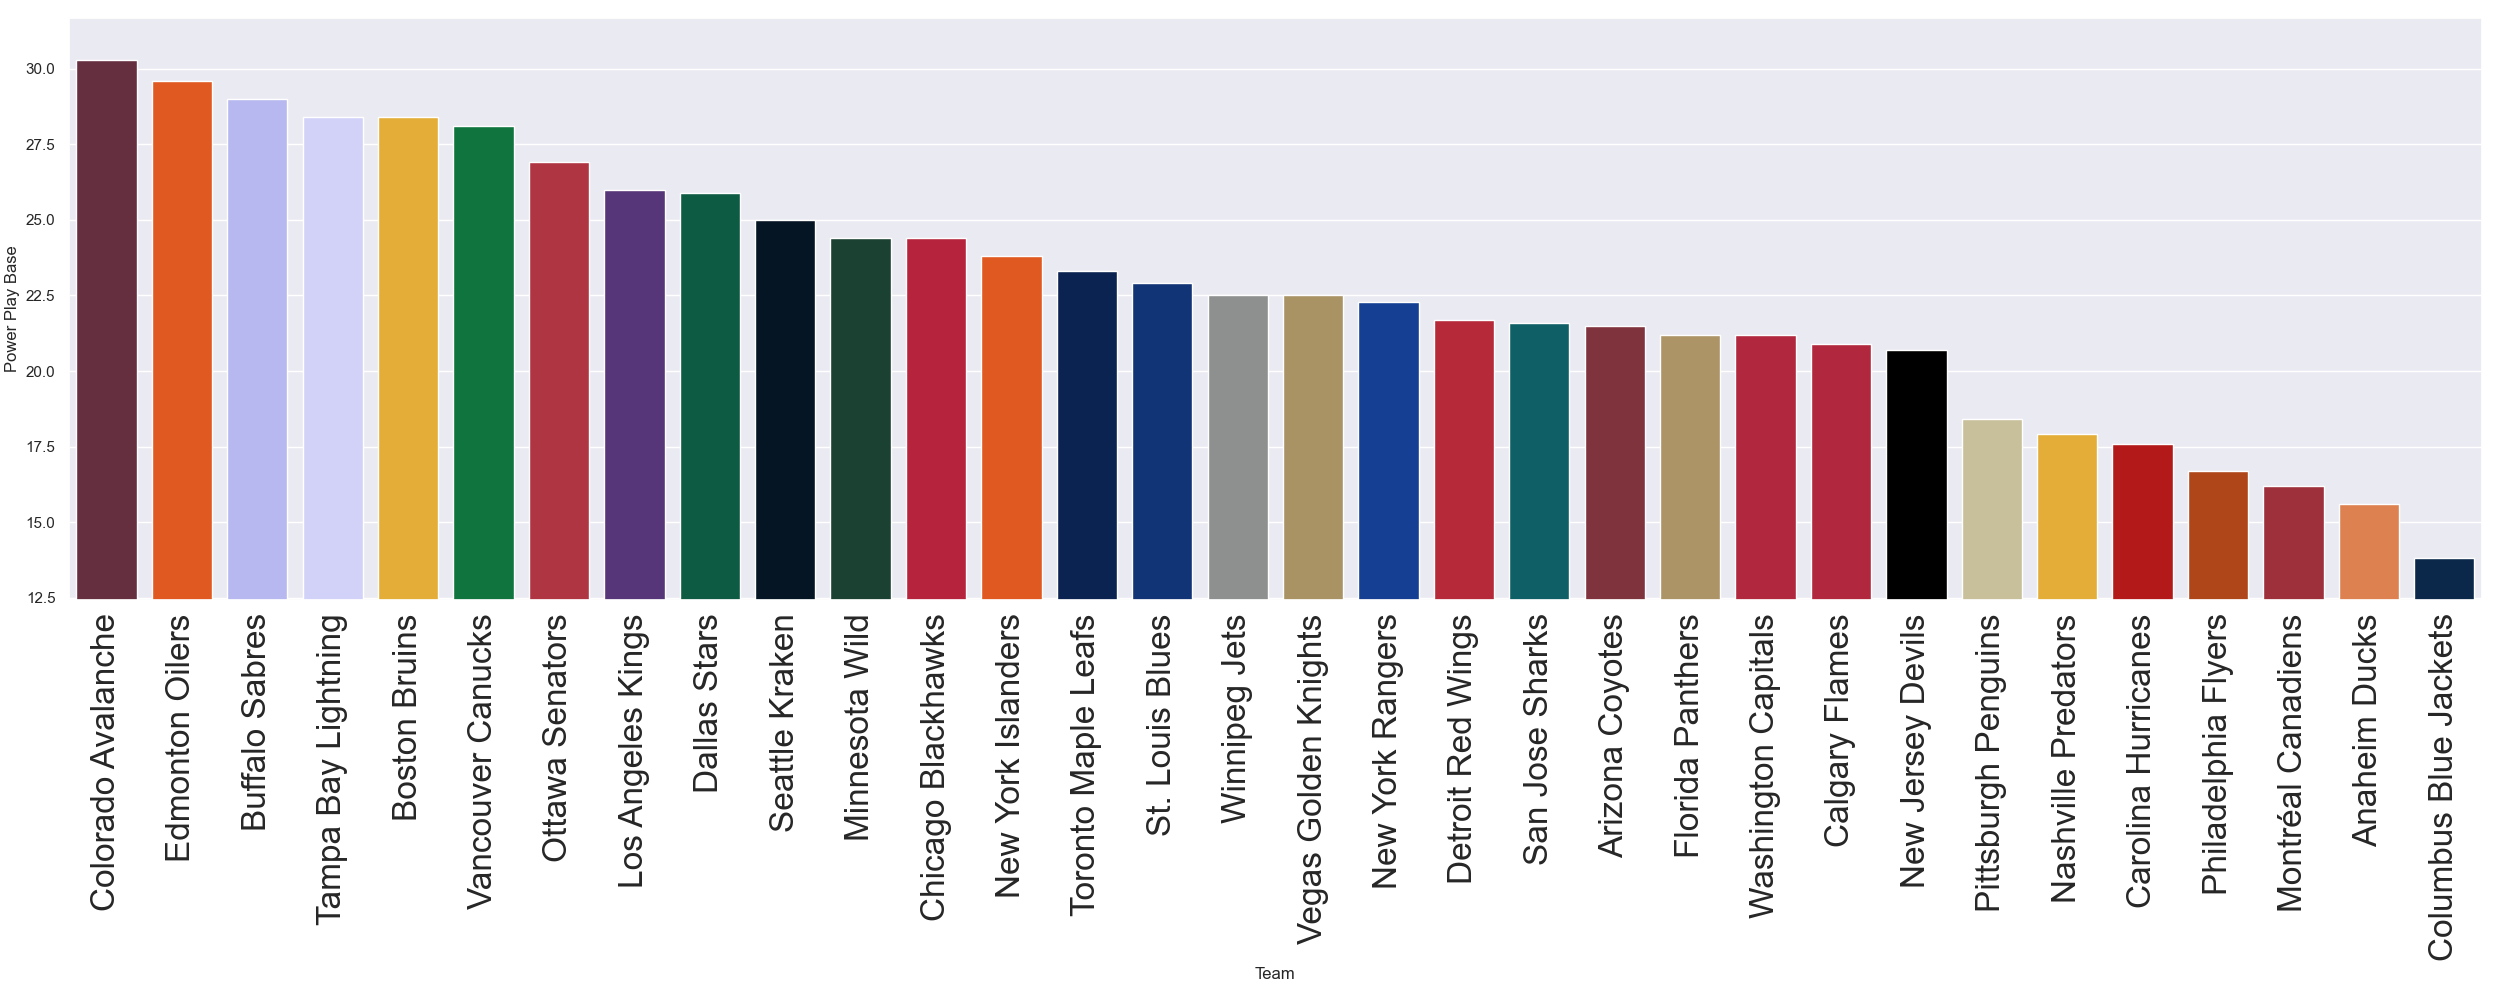 30.0
27.5
25.0
22.5
20.0
17.5
15.0
12.5
Power Play Base
Colorado Avalanche
Edmonton Oilers
Buffalo Sabres
Tampa Bay Lightning
Boston Bruins
Vancouver Canucks
Ottawa Senators
Los Angeles Kings
Dallas Stars
Seattle Kraken
Minnesota Wild
Chicago Blackhawks
New York Islanders
Toronto Maple Leafs
St. Louis Blues
Winnipeg Jets
Vegas Golden Knights
New York Rangers
Detroit Red Wings
San Jose Sharks
Arizona Coyotes
Florida Panthers
Washington Capitals
Calgary Flames
New Jersey Devils
Pittsburgh Penguins
Nashville Predators
Carolina Hurricanes
Philadelphia Flyers
Montréal Canadiens
Anaheim Ducks
Columbus Blue Jackets
Team